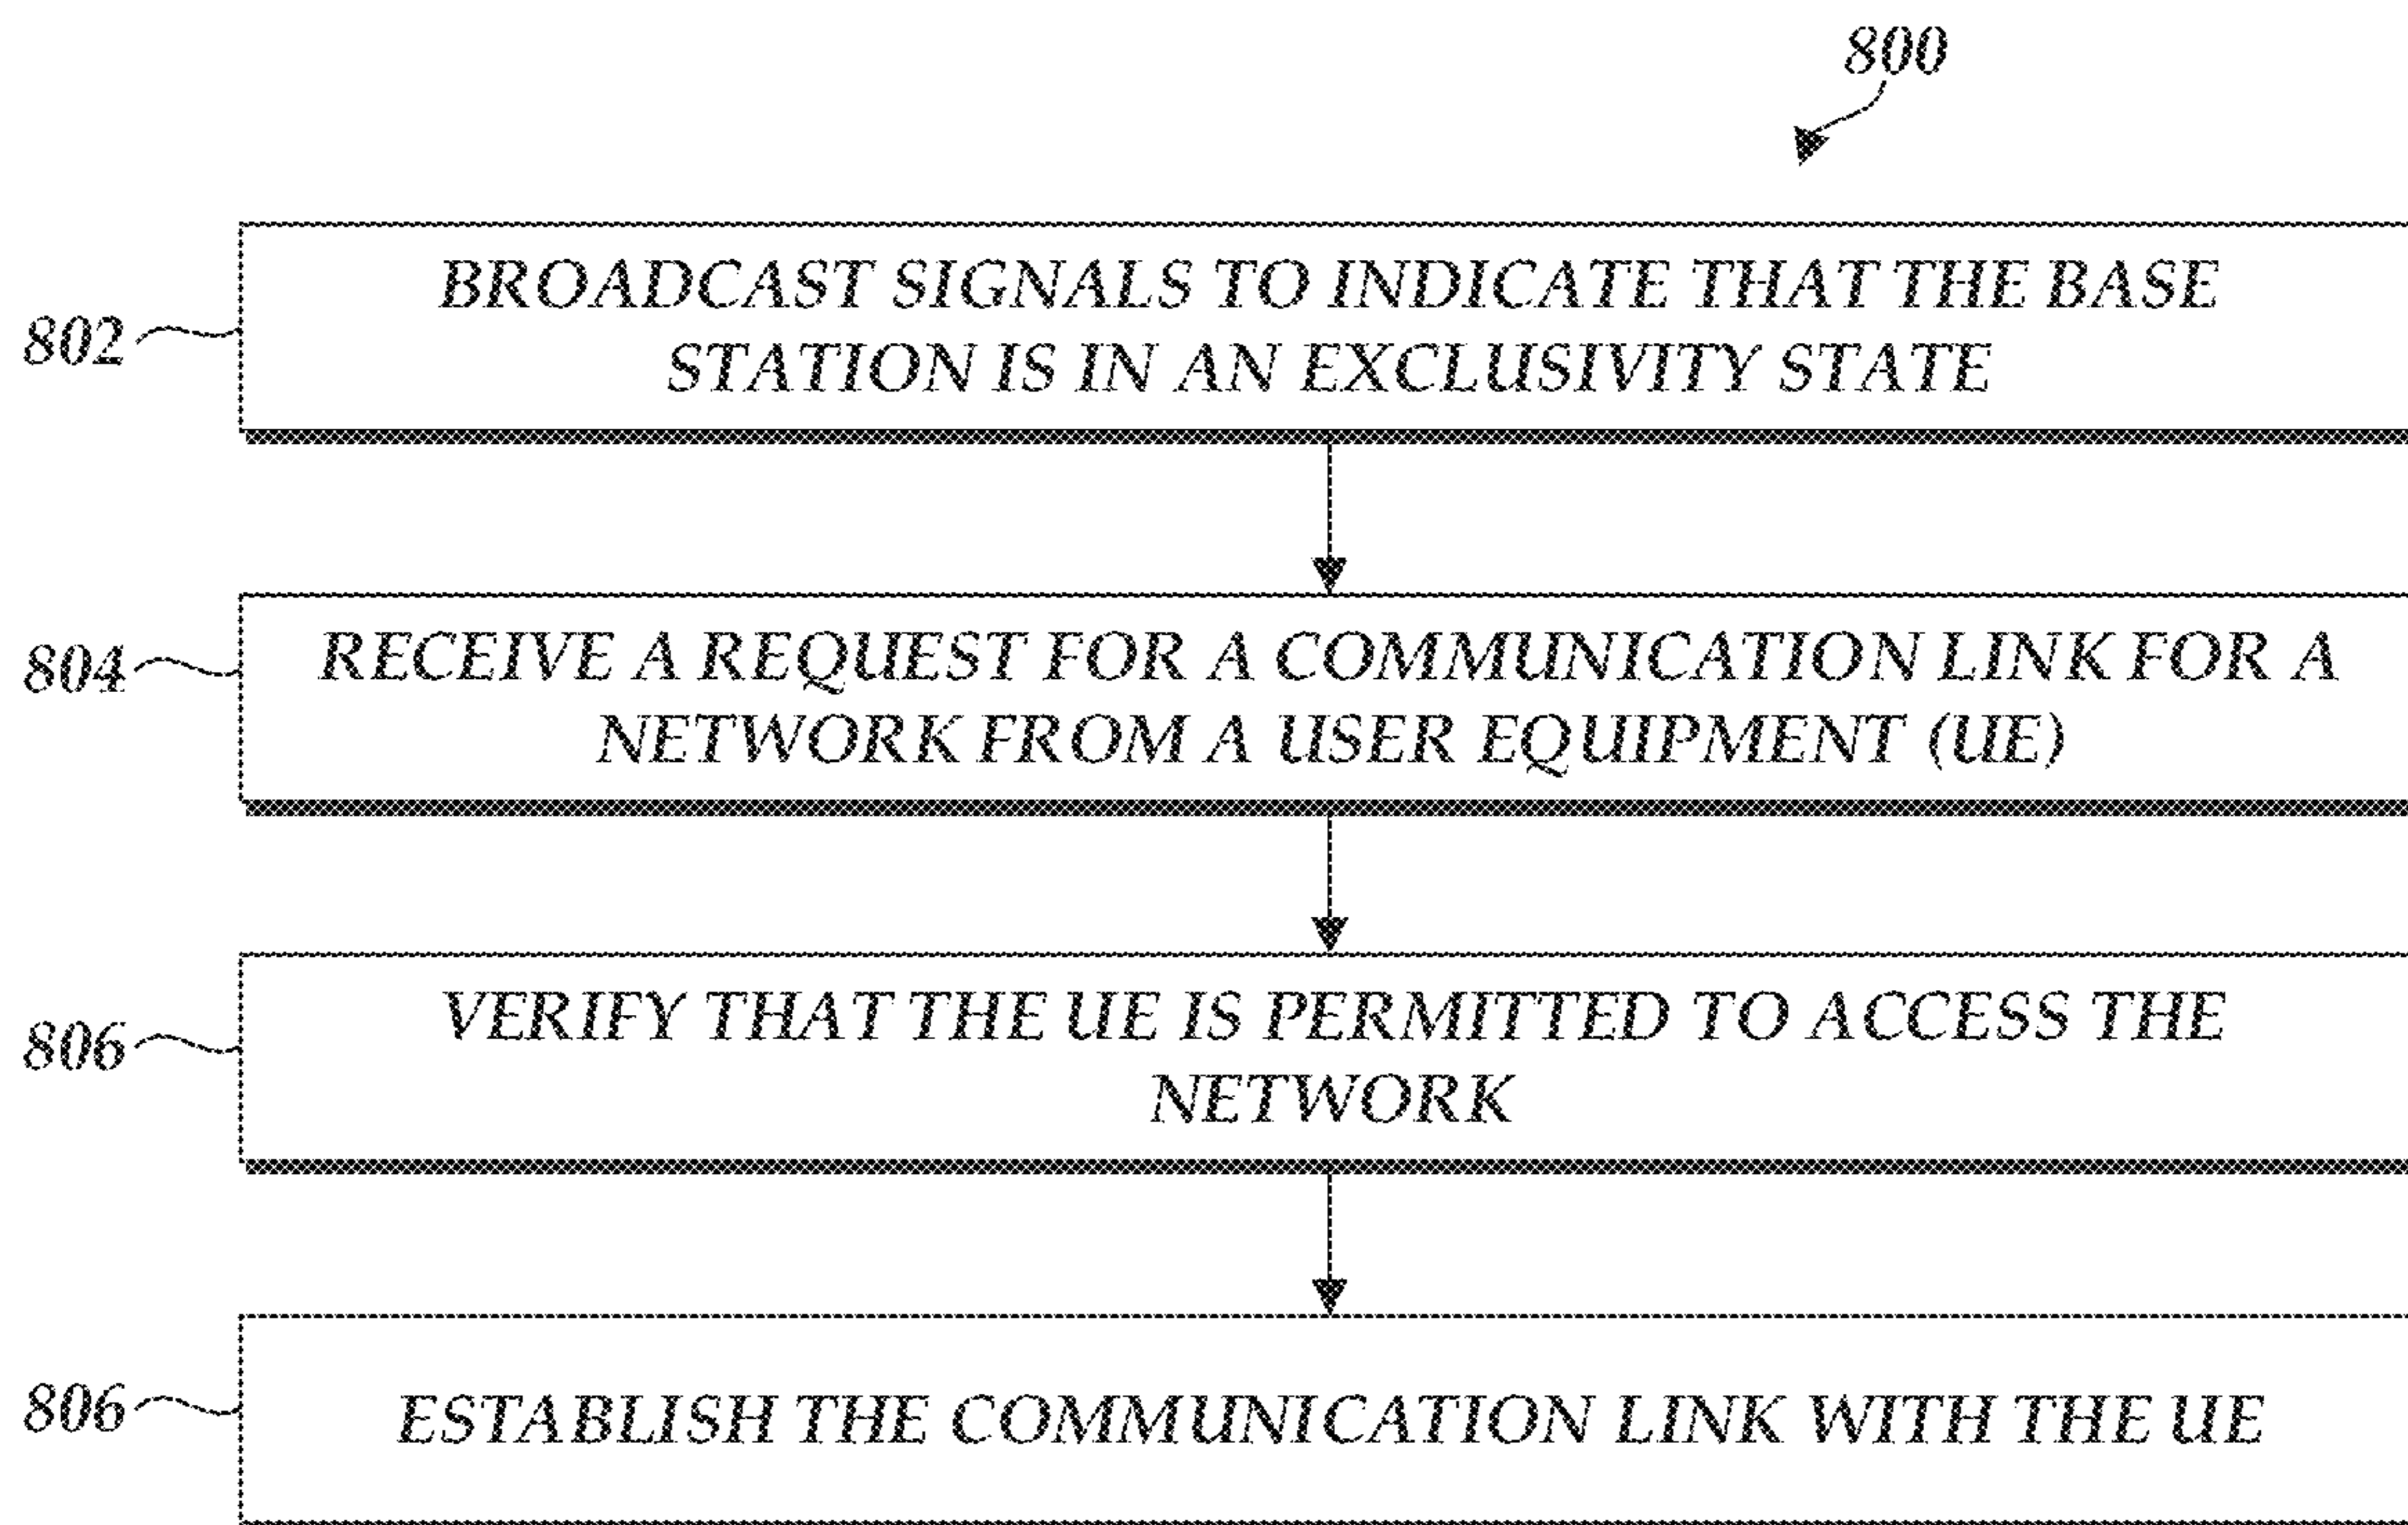 800
802
BROADCAST SIGNALS TO INDICATE THAT THE BASE
STATION IS IN AN EXCLUSIVITY STATE
804
RECEIVE A REQUEST FOR A COMMUNICATION LINK FOR A
NETWORK FROM A USER EQUIPMENT (UE)
806
VERIFY THAT THE UE IS PERMITTED TO ACCESS THE
NETWORK
806
ESTABLISH THE COMMUNICATION LINK WITH THE UE